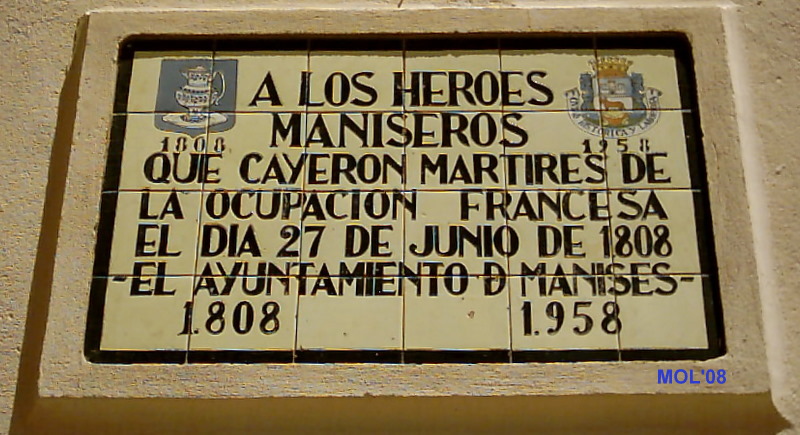 A LOS HEROES
MANISEROS
1808 1958
QUE CAYERON MARTIRES DE
LA OCUPACION FRANCESA
EL DIA 27 DE JUNIO DE 1808
-EL AYUNTAMIENTO Đ MANISES-
1.808 1.958
MOL'08